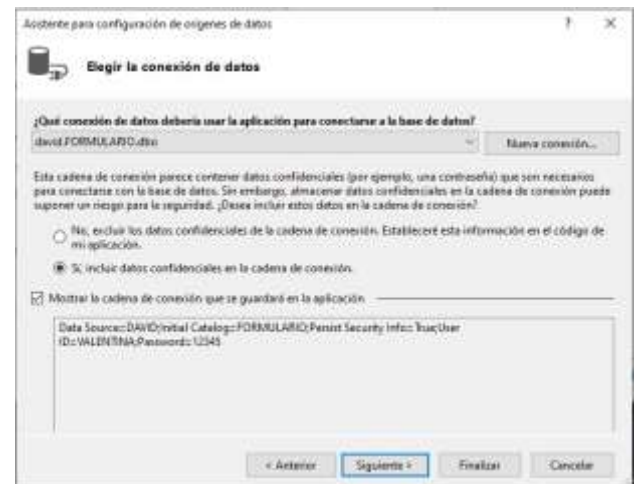 Asistente para configuración de orígenes de datos
Elegir la conexión de datos
¿Qué conexión de datos debería usar la aplicación para conectarse a la base de datos?
david.FORMULARIO.dbo
Nueva conexión...
Esta cadena de conexión parece contener datos confidenciales (por ejemplo, una contraseña) que son necesarios
para conectarse con la base de datos. Sin embargo, almacenar datos confidenciales en la cadena de conexión puede
suponer un riesgo para la seguridad. ¿Desea incluir estos datos en la cadena de conexión?
No, excluir los datos confidenciales de la cadena de conexión. Estableceré esta información en el código de
mi aplicación.
Sí, incluir datos confidenciales en la cadena de conexión.
Mostrar la cadena de conexión que se guardará en la aplicación
Data Source=DAVID;Initial Catalog=FORMULARIO;Persist Security Info=True;User
ID=VALENTINA;Password=12345
< Anterior
Siguiente >
Finalizar
Cancelar